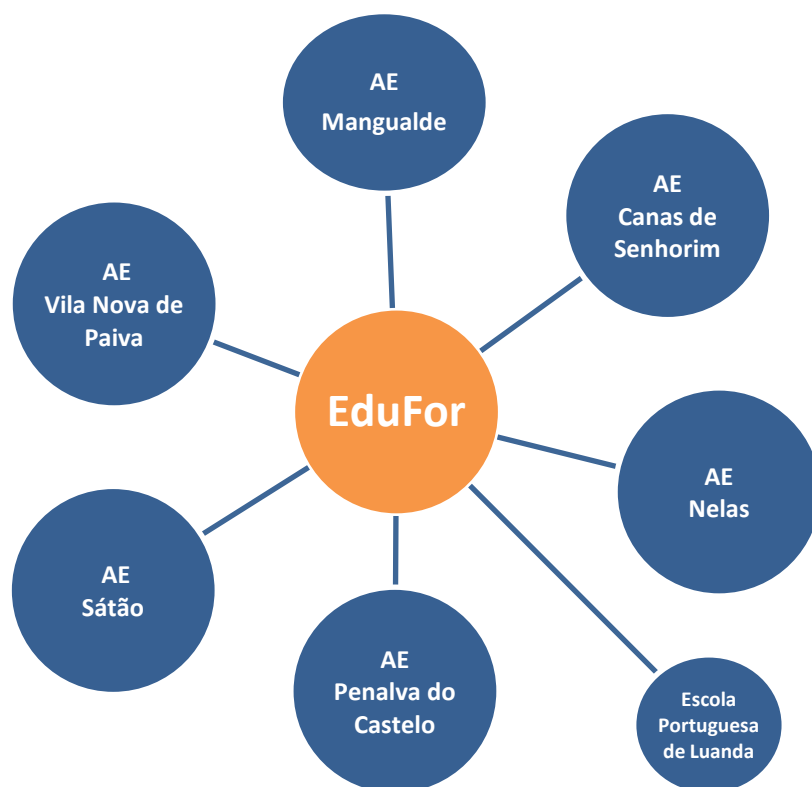 AE
Mangualde
AE
Canas de
Senhorim
AE
Vila Nova de
Paiva
EduFor
AE
Nelas
AE
Sátão
AE
Penalva do
Castelo
Escola
Portuguesa
de Luanda